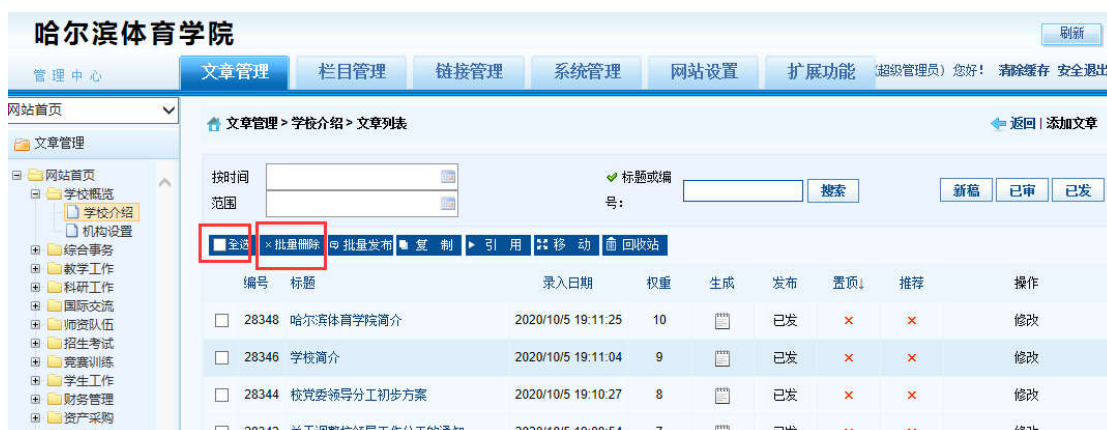 哈尔滨体育学院
刷新
管理中心
文章管理 栏目管理 链接管理 系统管理 网站设置 扩展功能 超级管理员）您好！ 清除缓存 安全退出
网站首页
文章管理 > 学校介绍 > 文章列表
返回 | 添加文章
文章管理
网站首页
学校概览
学校介绍
机构设置
综合事务
教学工作
科研工作
国际交流
师资队伍
招生考试
竞赛训练
学生工作
财务管理
资产采购
按时间
范围
标题或编
号：
搜索
新稿 已审 已发
全选 ×批量删除 批量发布 复 制 引 用 移 动 回收站
编号 标题 录入日期 权重 生成 发布 置顶↓ 推荐 操作
28348 哈尔滨体育学院简介 2020/10/5 19:11:25 10 已发 × × 修改
28346 学校简介 2020/10/5 19:11:04 9 已发 × × 修改
28344 校党委领导分工初步方案 2020/10/5 19:10:27 8 已发 × × 修改